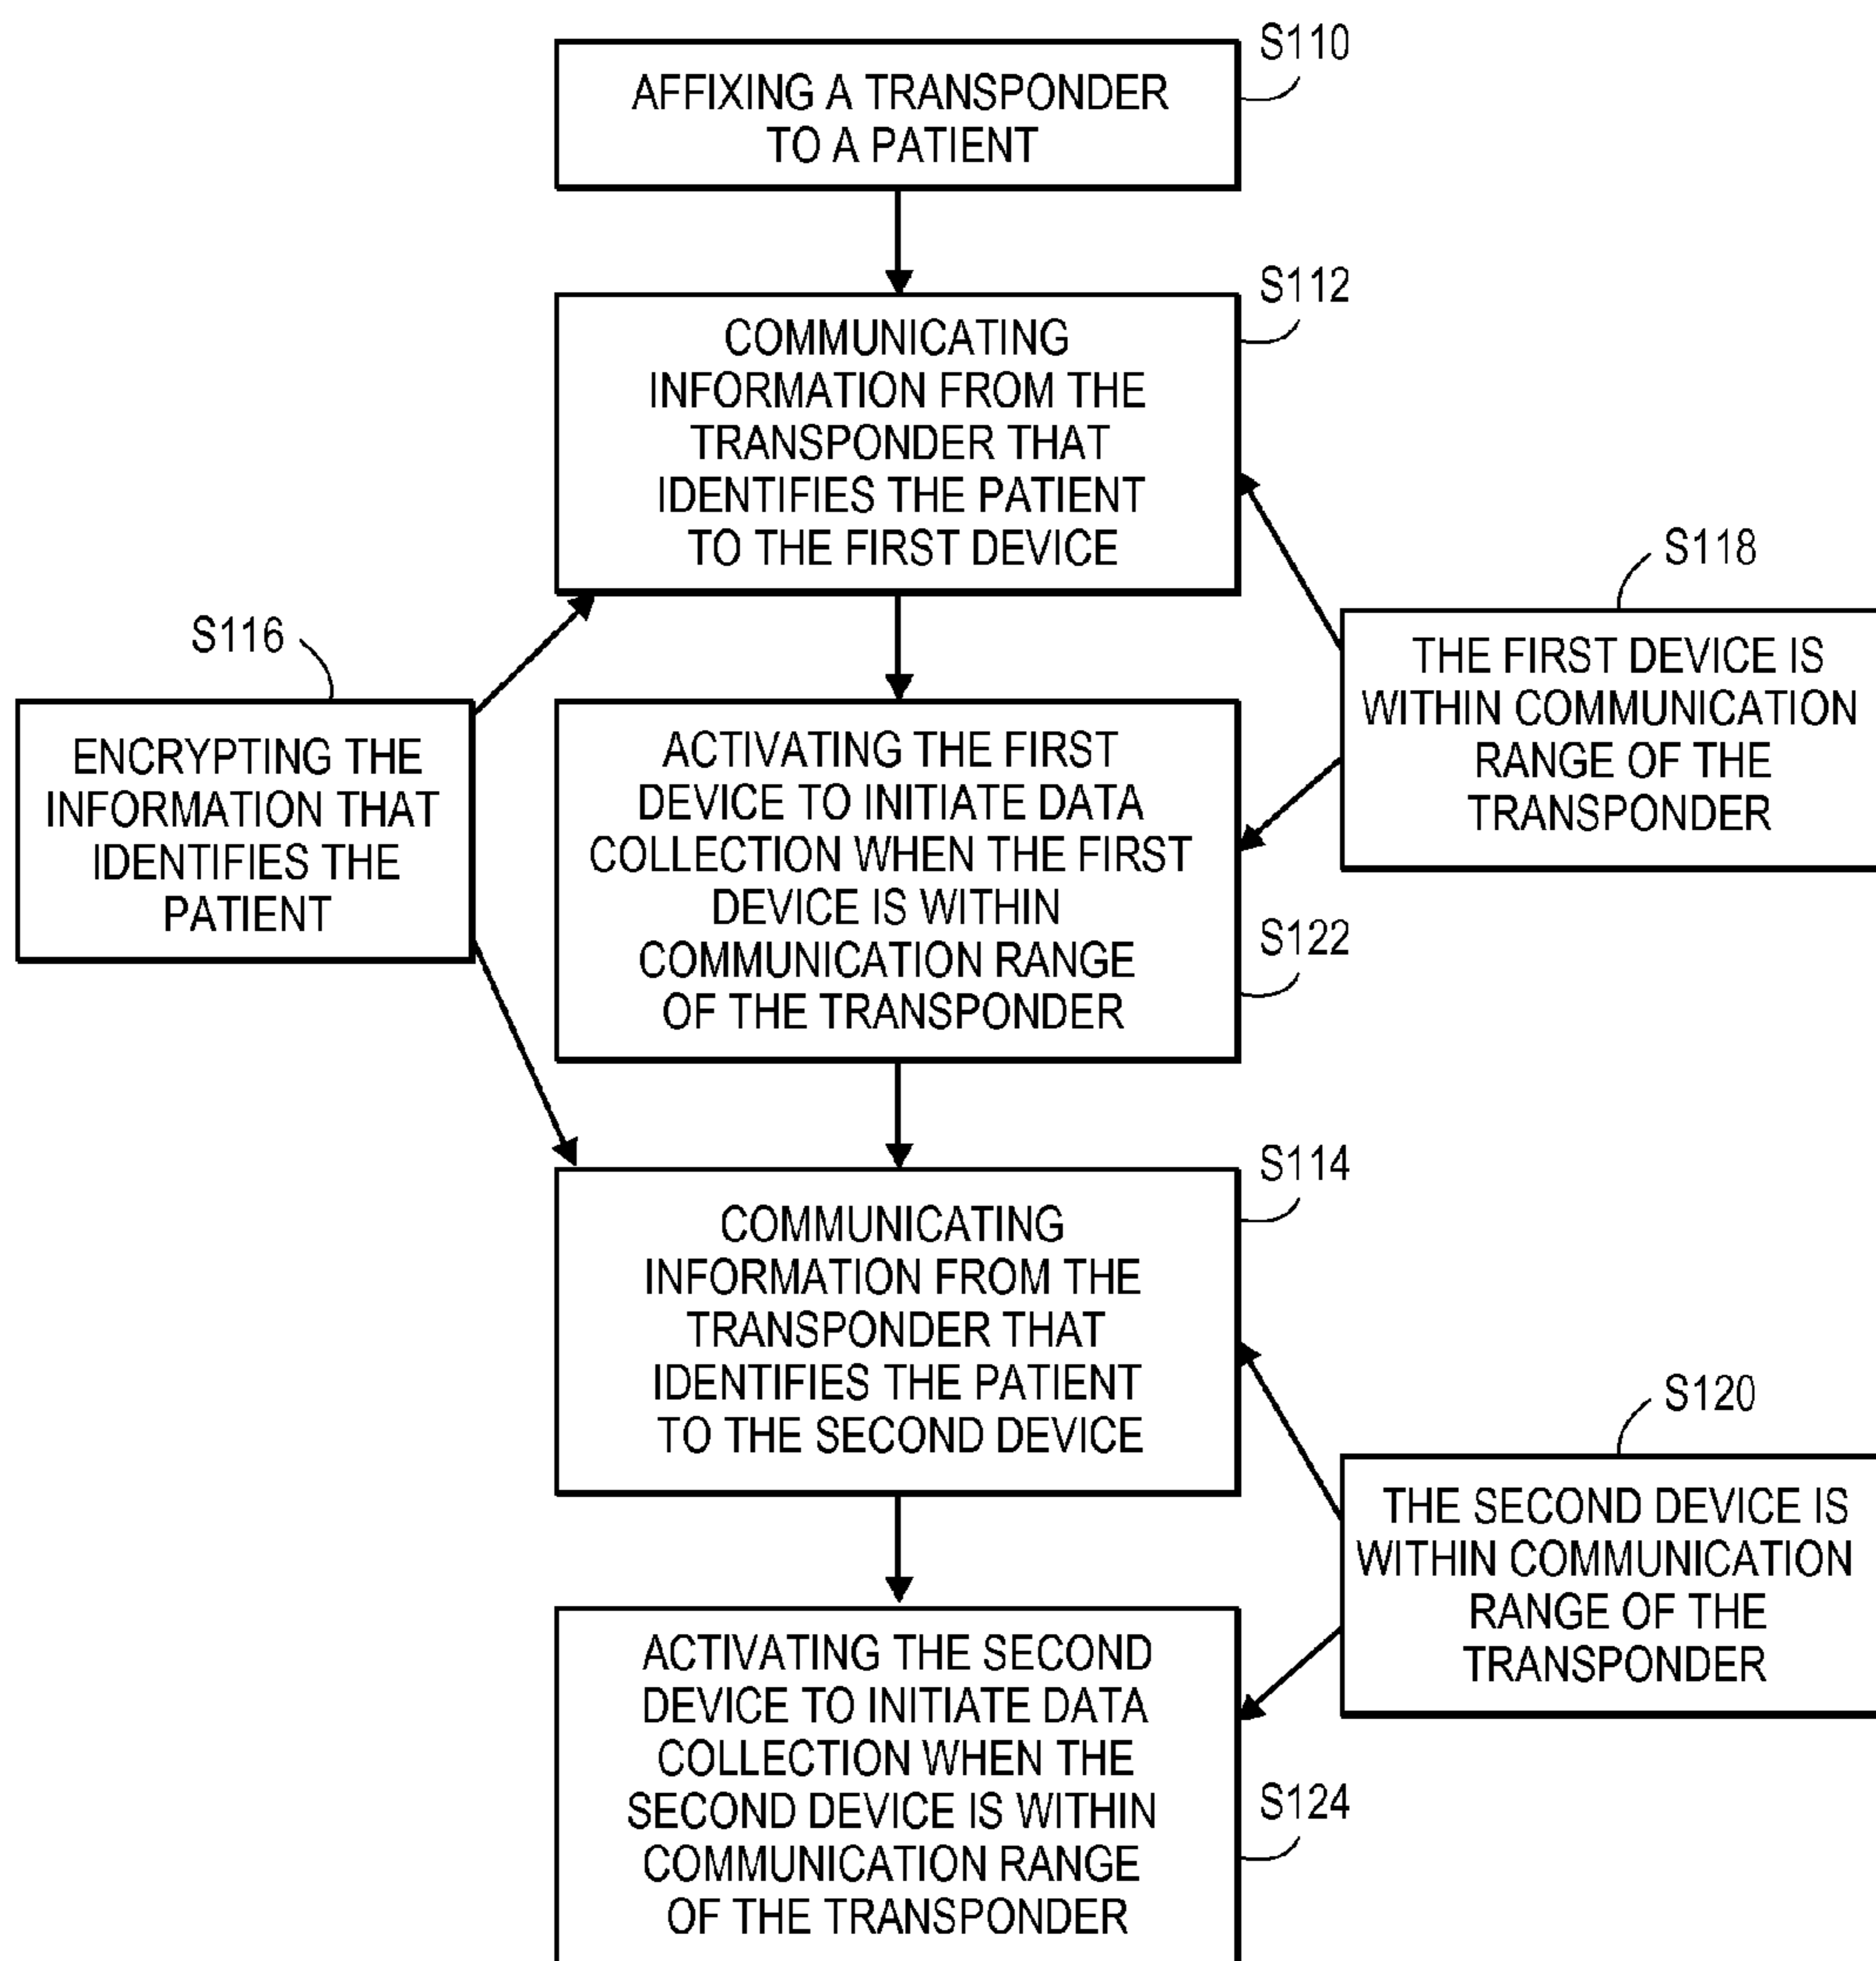 S110
AFFIXING A TRANSPONDER
TO A PATIENT
S112
COMMUNICATING
INFORMATION FROM THE
TRANSPONDER THAT
IDENTIFIES THE PATIENT
TO THE FIRST DEVICE
S118
THE FIRST DEVICE IS
WITHIN COMMUNICATION
RANGE OF THE
TRANSPONDER
S116
ENCRYPTING THE
INFORMATION THAT
IDENTIFIES THE
PATIENT
ACTIVATING THE FIRST
DEVICE TO INITIATE DATA
COLLECTION WHEN THE FIRST
DEVICE IS WITHIN
COMMUNICATION RANGE
OF THE TRANSPONDER
S122
S114
COMMUNICATING
INFORMATION FROM THE
TRANSPONDER THAT
IDENTIFIES THE PATIENT
TO THE SECOND DEVICE
S120
THE SECOND DEVICE IS
WITHIN COMMUNICATION
RANGE OF THE
TRANSPONDER
ACTIVATING THE SECOND
DEVICE TO INITIATE DATA
COLLECTION WHEN THE
SECOND DEVICE IS WITHIN
COMMUNICATION RANGE
OF THE TRANSPONDER
S124